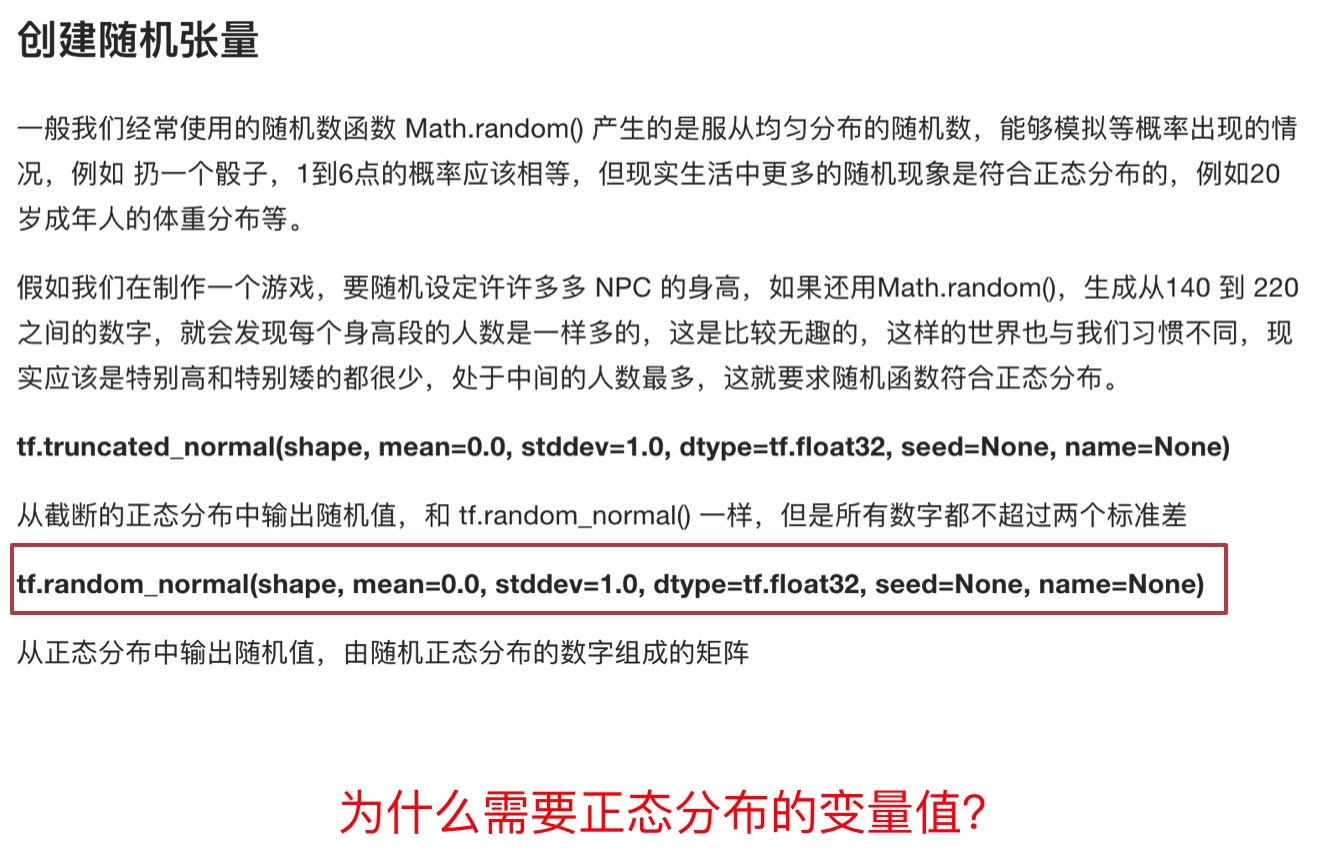 创建随机张量
一般我们经常使用的随机数函数 Math.random() 产生的是服从均匀分布的随机数，能够模拟等概率出现的情
况，例如 扔一个骰子，1到6点的概率应该相等，但现实生活中更多的随机现象是符合正态分布的，例如20
岁成年人的体重分布等。
假如我们在制作一个游戏，要随机设定许许多多 NPC 的身高，如果还用Math.random()，生成从140 到 220
之间的数字，就会发现每个身高段的人数是一样多的，这是比较无趣的，这样的世界也与我们习惯不同，现
实应该是特别高和特别矮的都很少，处于中间的人数最多，这就要求随机函数符合正态分布。
tf.truncated_normal(shape, mean=0.0, stddev=1.0, dtype=tf.float32, seed=None, name=None)
从截断的正态分布中输出随机值，和 tf.random_normal() 一样，但是所有数字都不超过两个标准差
tf.random_normal(shape, mean=0.0, stddev=1.0, dtype=tf.float32, seed=None, name=None)
从正态分布中输出随机值，由随机正态分布的数字组成的矩阵
为什么需要正态分布的变量值？